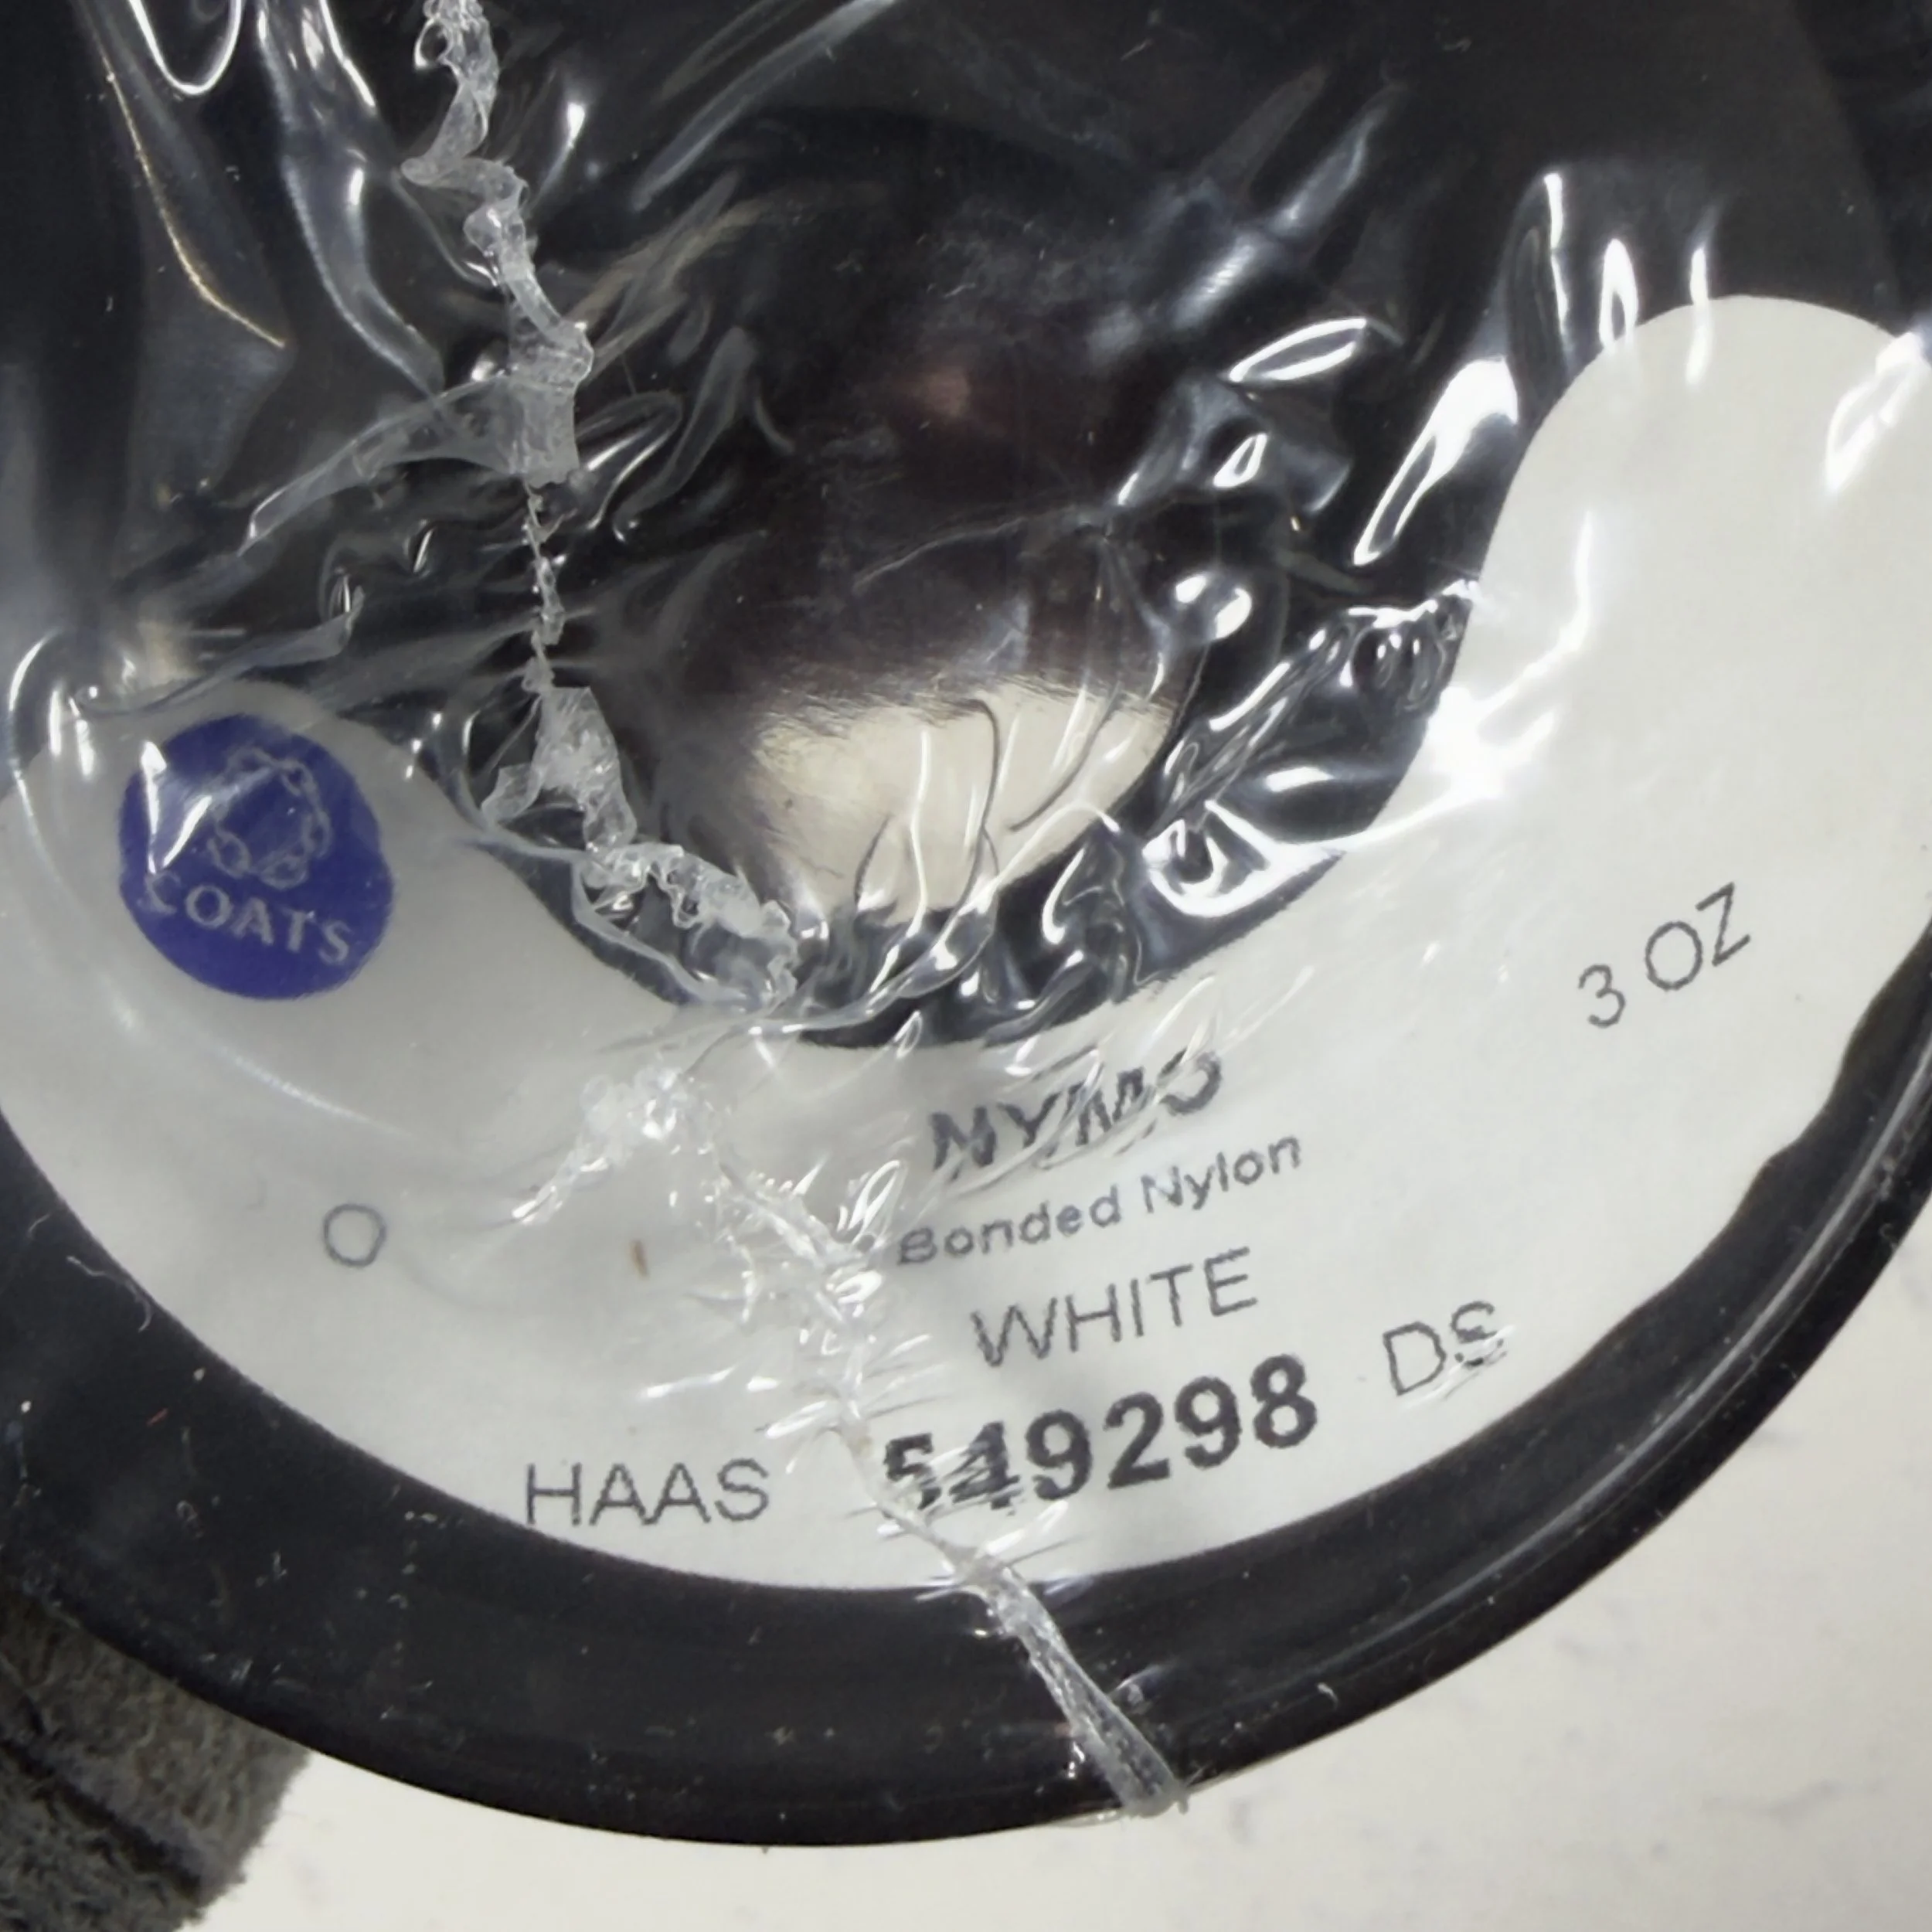 COATS
3 OZ
NYMO
Bonded Nylon
O
WHITE
HAAS 549298 DS